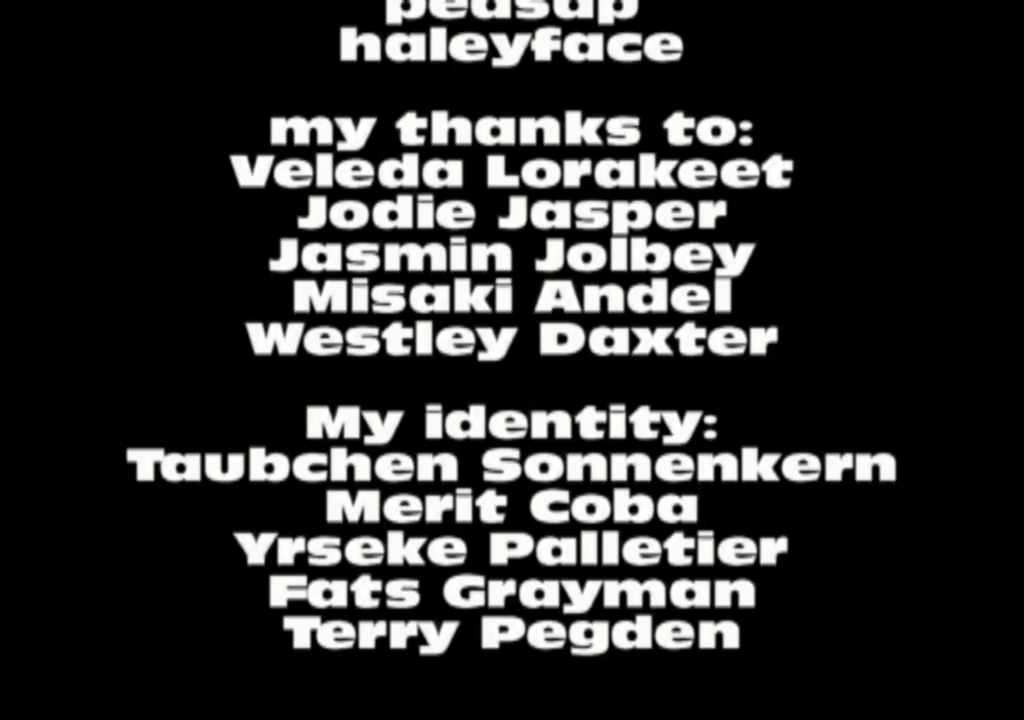 haleyface
my thanks to:
Veleda Lorakeet
Jodie Jasper
Jasmin Jolbey
Misaki Andel
Westley Daxter
My identity:
Taubchen Sonnenkern
Merit Coba
Yrseke Palletier
Fats Grayman
Terry Pegden